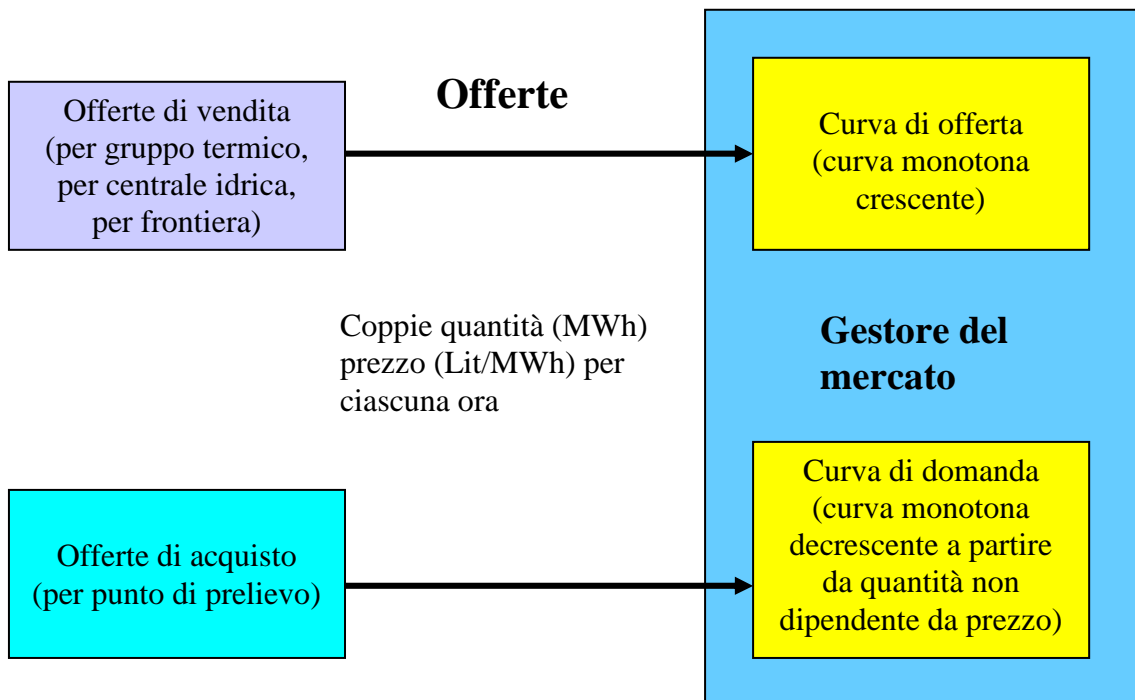 Offerte
Offerte di vendita
(per gruppo termico,
per centrale idrica,
per frontiera)
Curva di offerta
(curva monotona
crescente)
Coppie quantità (MWh)
prezzo (Lit/MWh) per
ciascuna ora
Gestore del
mercato
Offerte di acquisto
(per punto di prelievo)
Curva di domanda
(curva monotona
decrescente a partire
da quantità non
dipendente da prezzo)